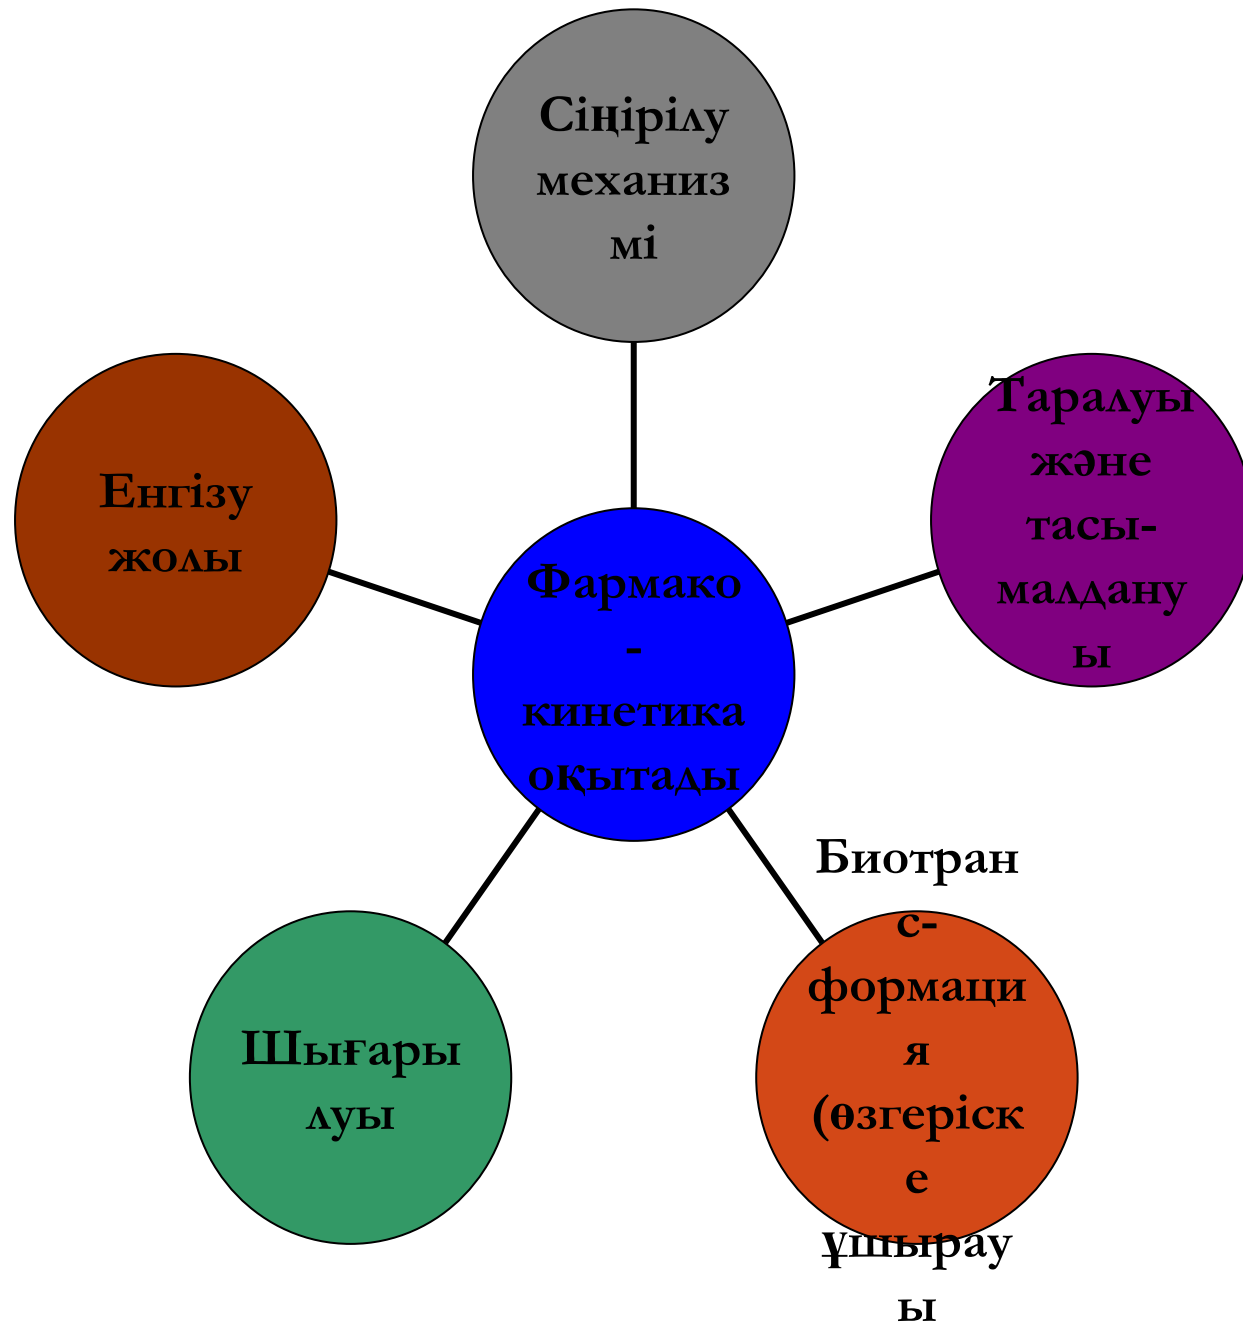 Сіңірілу
механиз
мі
Таралуы
және
тасы-
малдану
ы
Енгізу
жолы
Фармако
-
кинетика
оқытады
Биотран
с-
формаци
я
(өзгеріск
е
ұшырау
ы
Шығары
луы